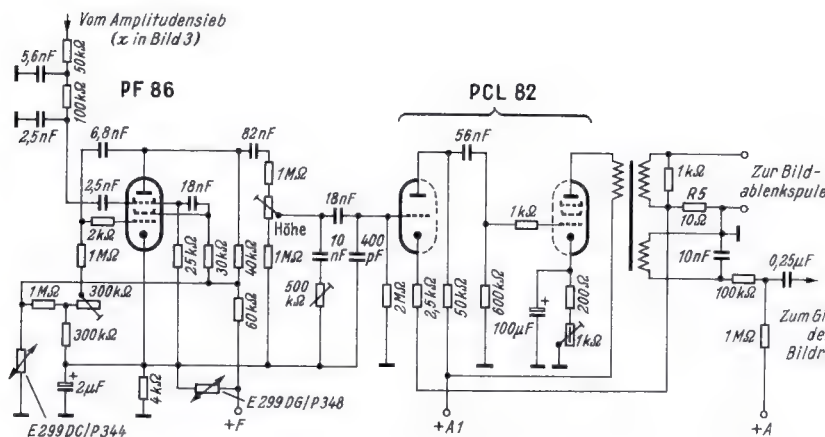 Vom Amplitudensieb
(x in Bild 3)
5,6nF
50kΩ
100kΩ
PF 86
PCL 82
2,5nF
6,8nF
82nF
56nF
1MΩ
2,5nF
18nF
18nF
1kΩ
1kΩ
Zur Bild-
ablenkspule
R5
10Ω
2kΩ
Höhe
1MΩ
25kΩ
30kΩ
40kΩ
1MΩ
10
nF
400
pF
10nF
0,25µF
1MΩ
300kΩ
500
kΩ
2MΩ
2,5kΩ
50kΩ
600kΩ
200Ω
100kΩ
300kΩ
60kΩ
100µF
1kΩ
1MΩ
Zum
Bildr
+
2µF
4kΩ
+
E299DC/P344
+F
E299DG/P348
+A1
+A